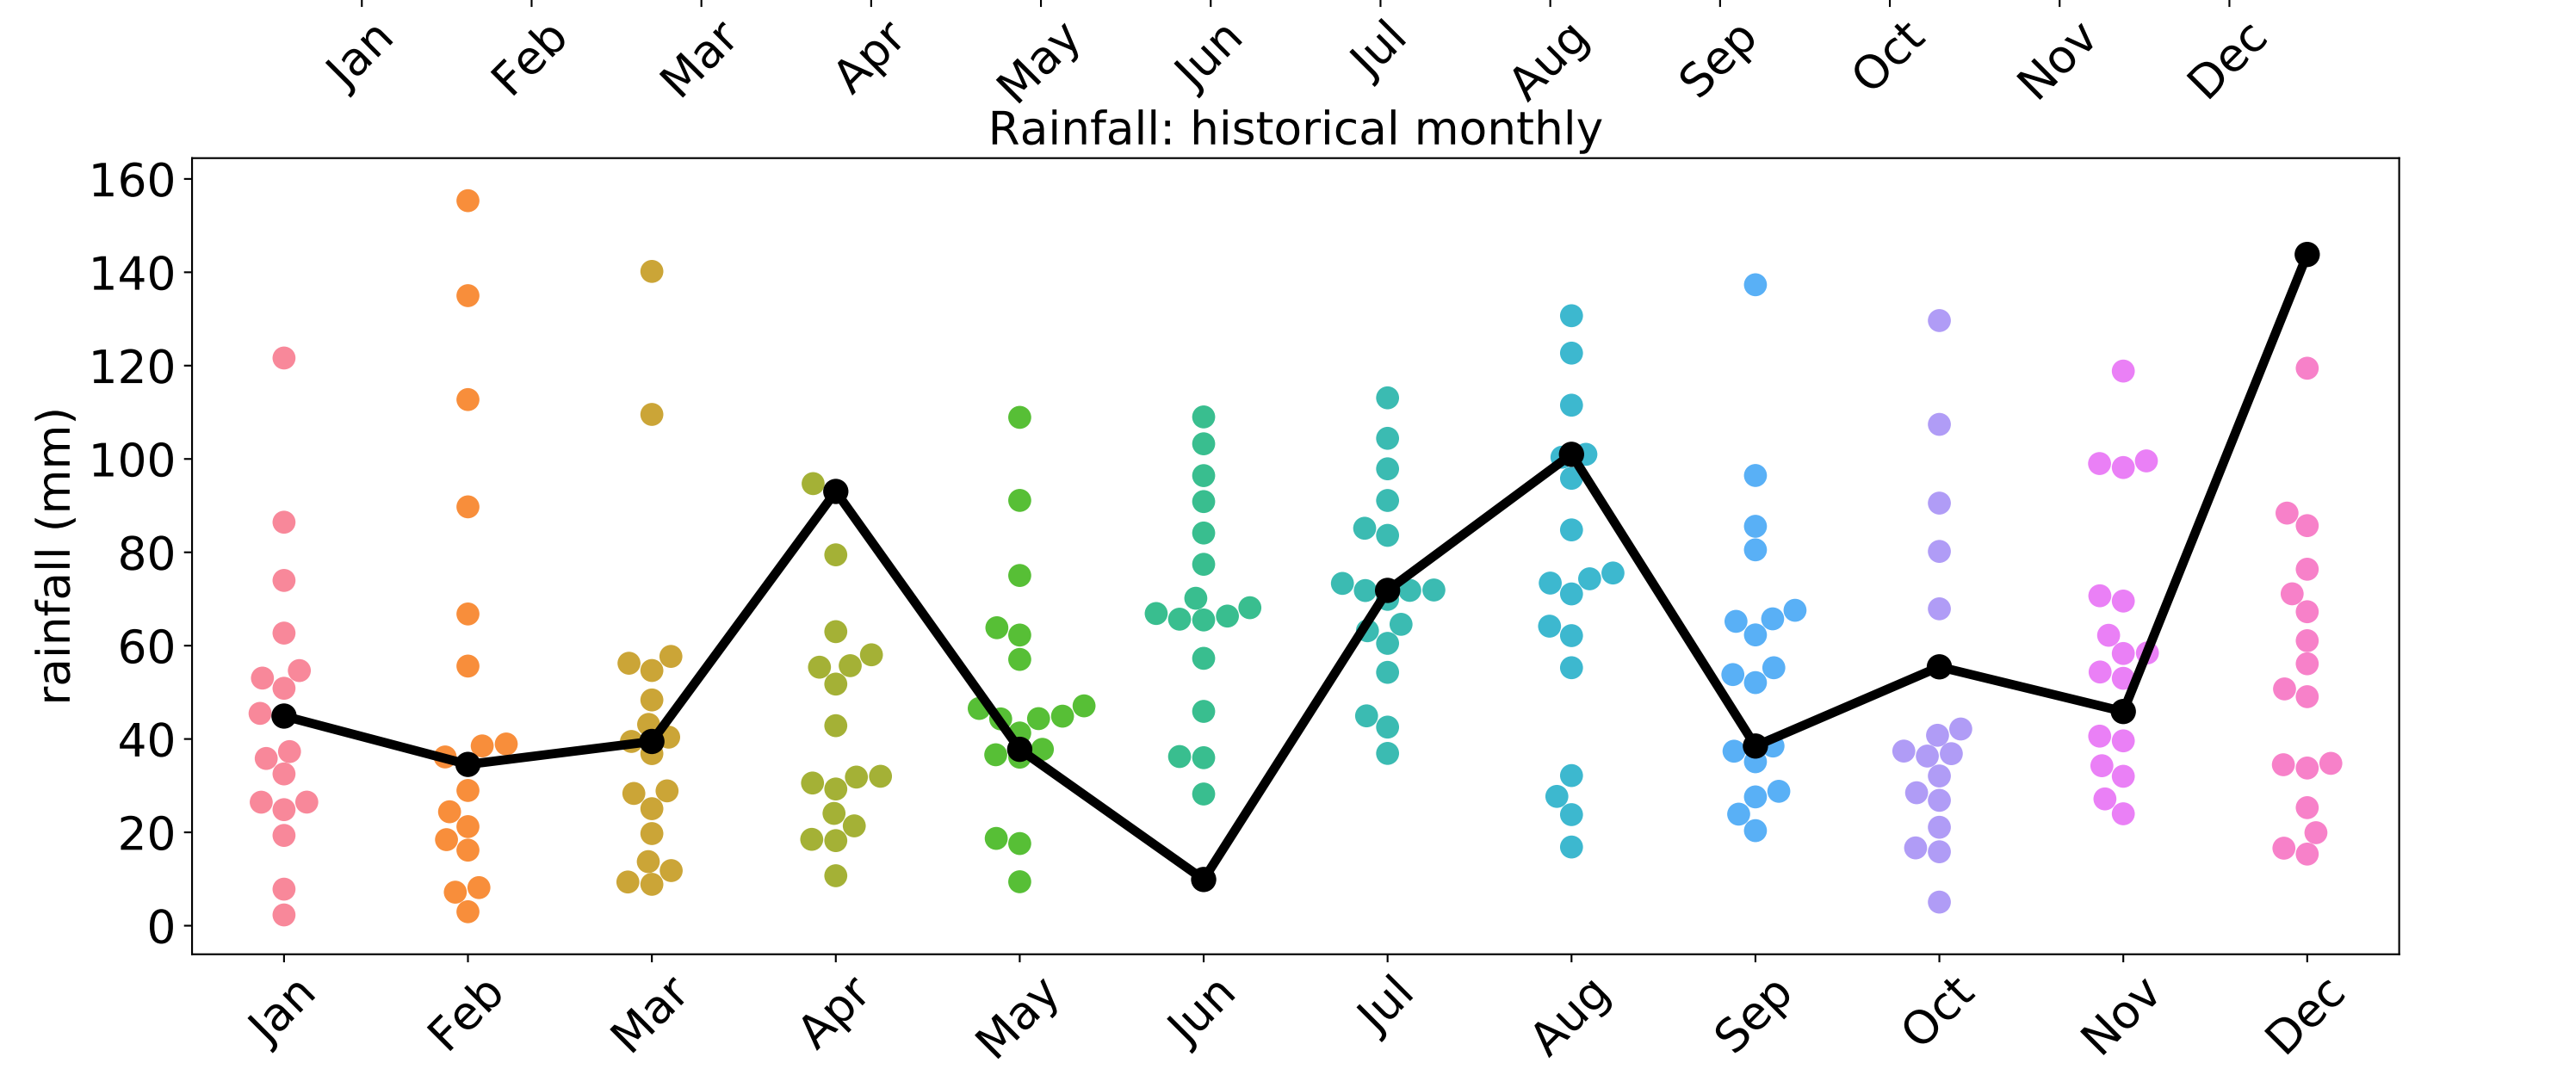 Jan Feb Mar Apr May Jun Jul Aug Sep Oct Nov Dec
Rainfall: historical monthly
rainfall (mm)
160
140
120
100
80
60
40
20
0
Jan Feb Mar Apr May Jun Jul Aug Sep Oct Nov Dec